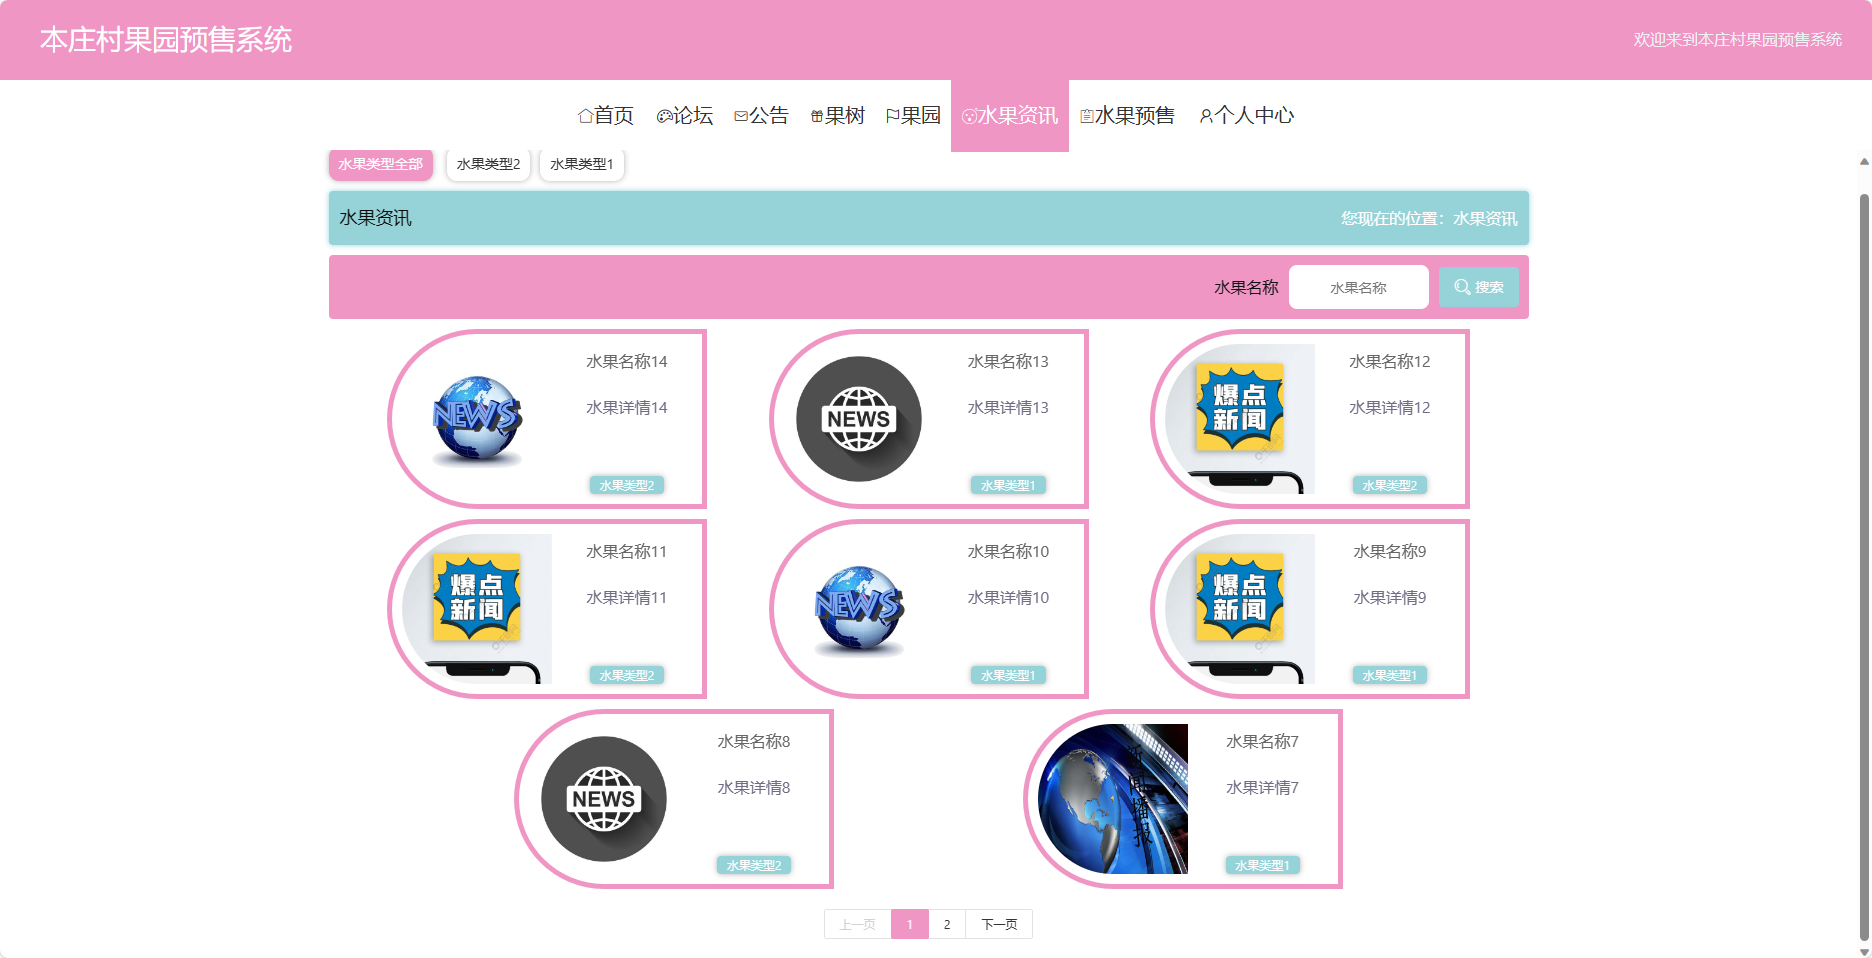 本庄村果园预售系统
欢迎来到本庄村果园预售系统
首页 论坛 公告 果树 果园 水果资讯 水果预售 个人中心
水果类型全部 水果类型2 水果类型1
水果资讯
您现在的位置：水果资讯
水果名称 水果名称 搜索
NEWS
水果名称14
水果详情14
水果类型2
NEWS
水果名称13
水果详情13
水果类型1
爆点
新闻
水果名称12
水果详情12
水果类型2
爆点
新闻
水果名称11
水果详情11
水果类型2
NEWS
水果名称10
水果详情10
水果类型1
爆点
新闻
水果名称9
水果详情9
水果类型1
NEWS
水果名称8
水果详情8
水果类型2
新闻播报
水果名称7
水果详情7
水果类型1
上一页 1 2 下一页